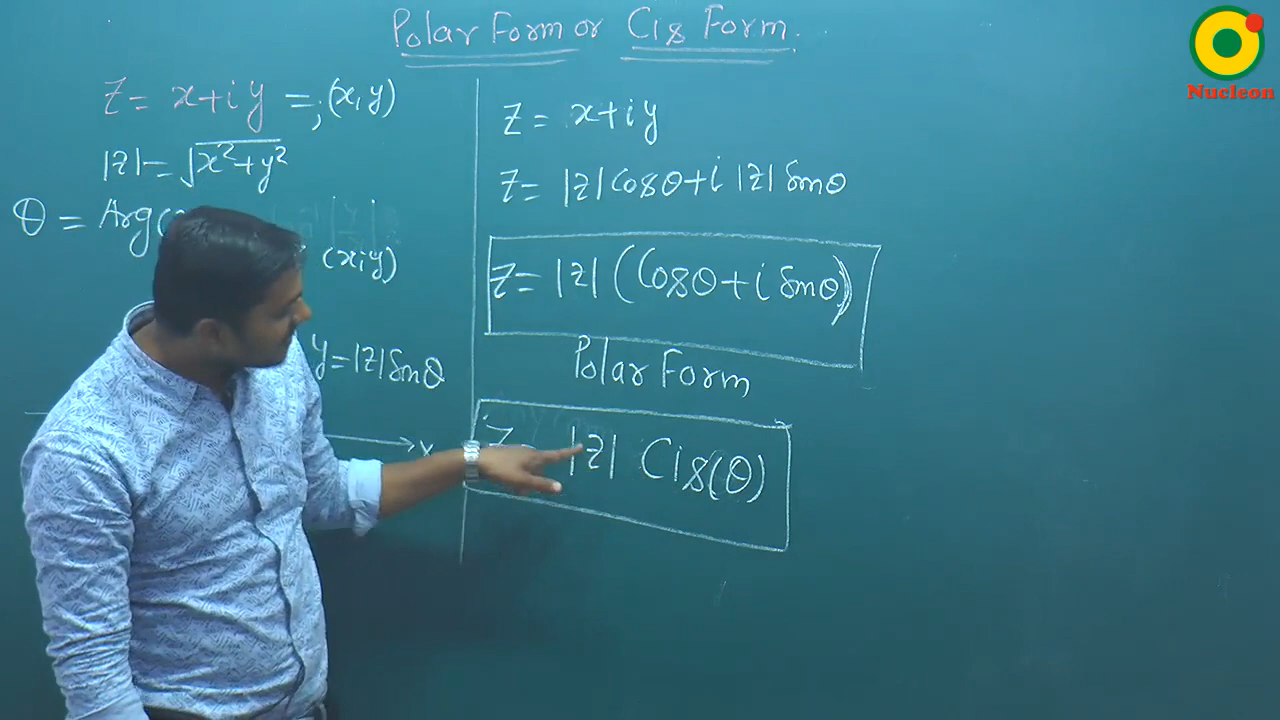 Polar Form or Cis Form.
Z = x+iy = (x, y)
|z| = √x²+y²
θ = Arg(
(x, y)
y = |z| Sinθ
x
Z = x+iy
Z = |z| Cosθ + i |z| Sinθ
Z = |z| (Cosθ + i Sinθ)
Polar Form
Z = |z| Cis(θ)
Nucleon